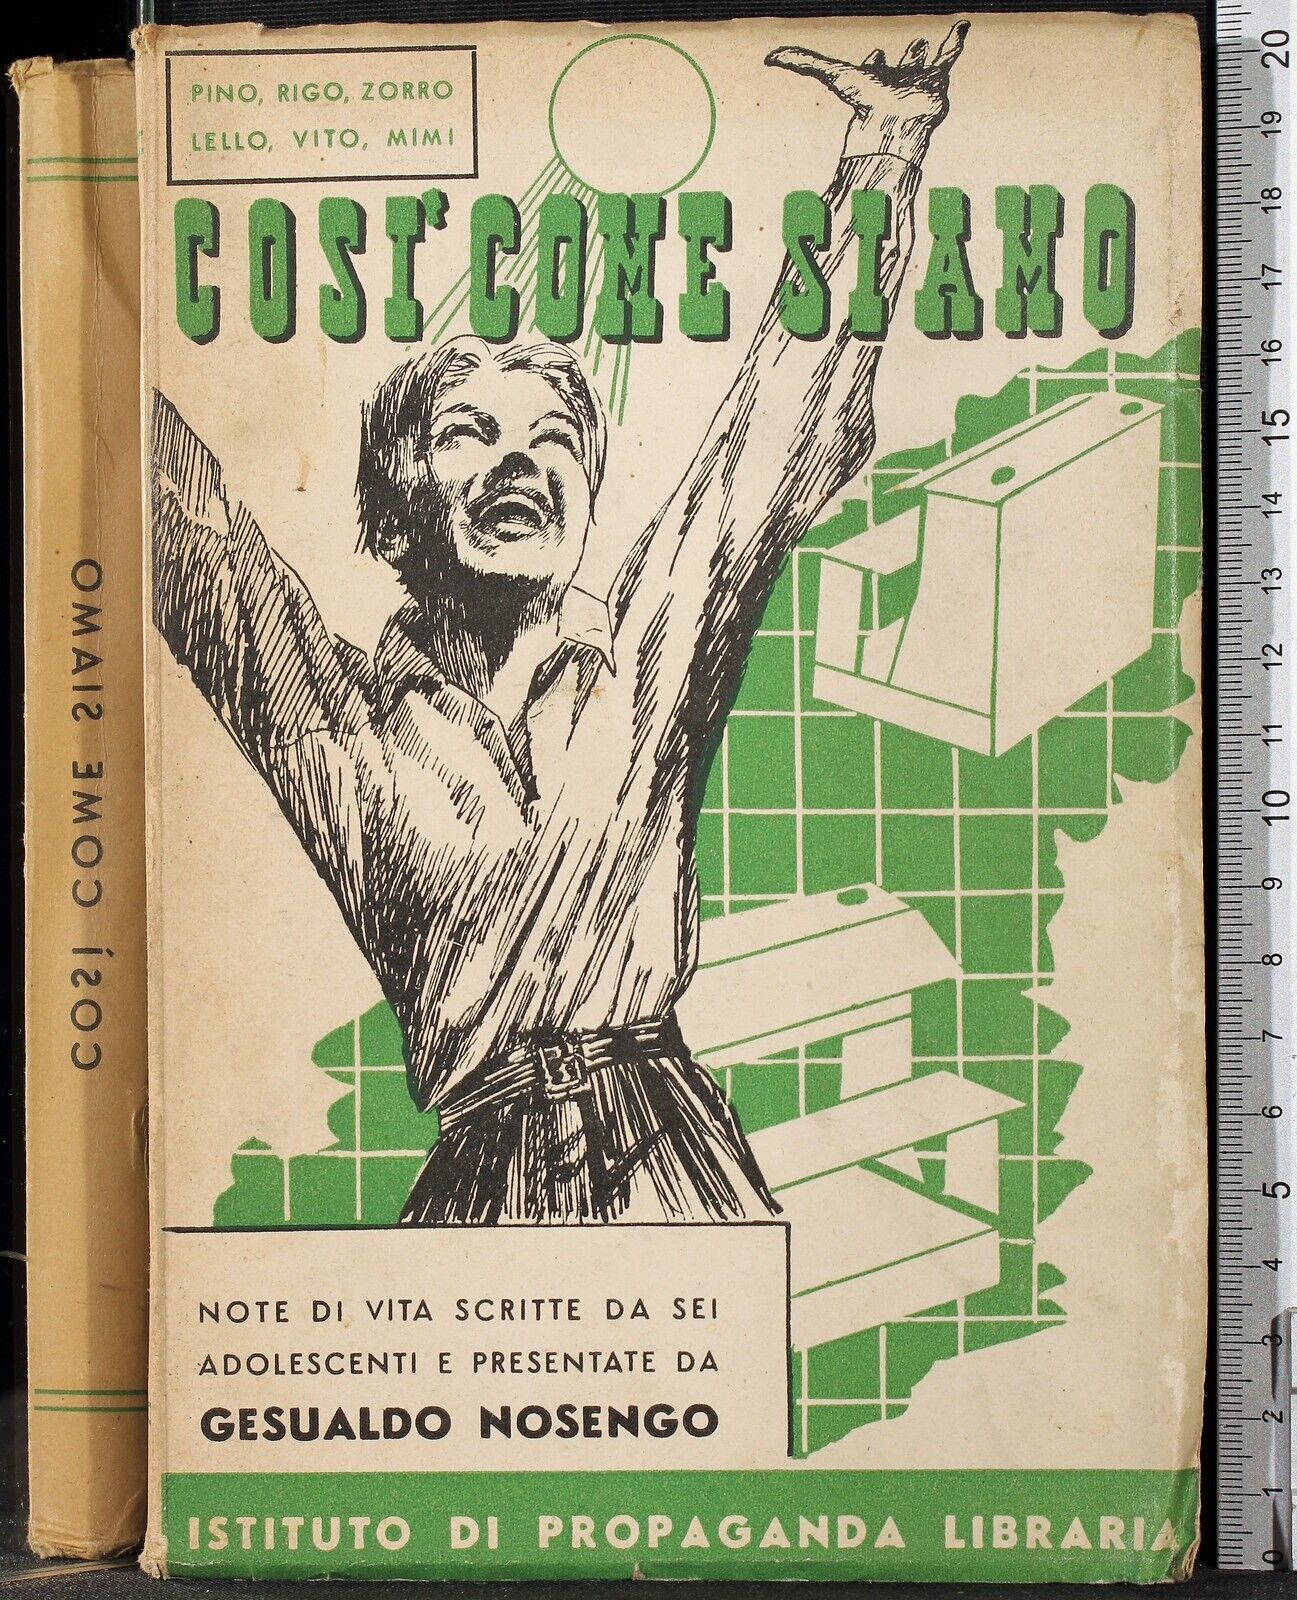 PINO, RIGO, ZORRO
LELLO, VITO, MIMI
COSI' COME SIAMO
NOTE DI VITA SCRITTE DA SEI
ADOLESCENTI E PRESENTATE DA
GESUALDO NOSENGO
ISTITUTO DI PROPAGANDA LIBRARIA
COSÍ COME SIAMO
20
19
18
17
16
15
14
13
12
11
10
9
8
7
6
5
4
3
2
1
0